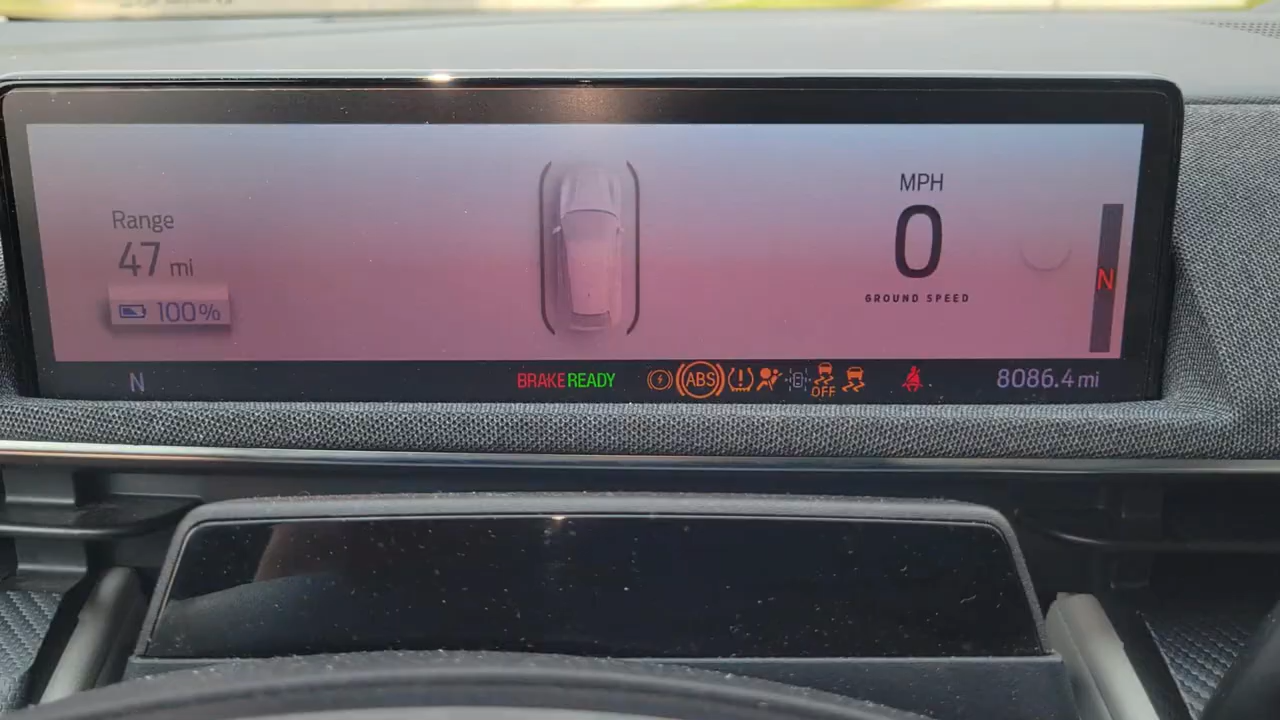 MPH
0
GROUND SPEED
Range
47 mi
100%
N
N
BRAKE READY
ABS
OFF
8086.4 mi